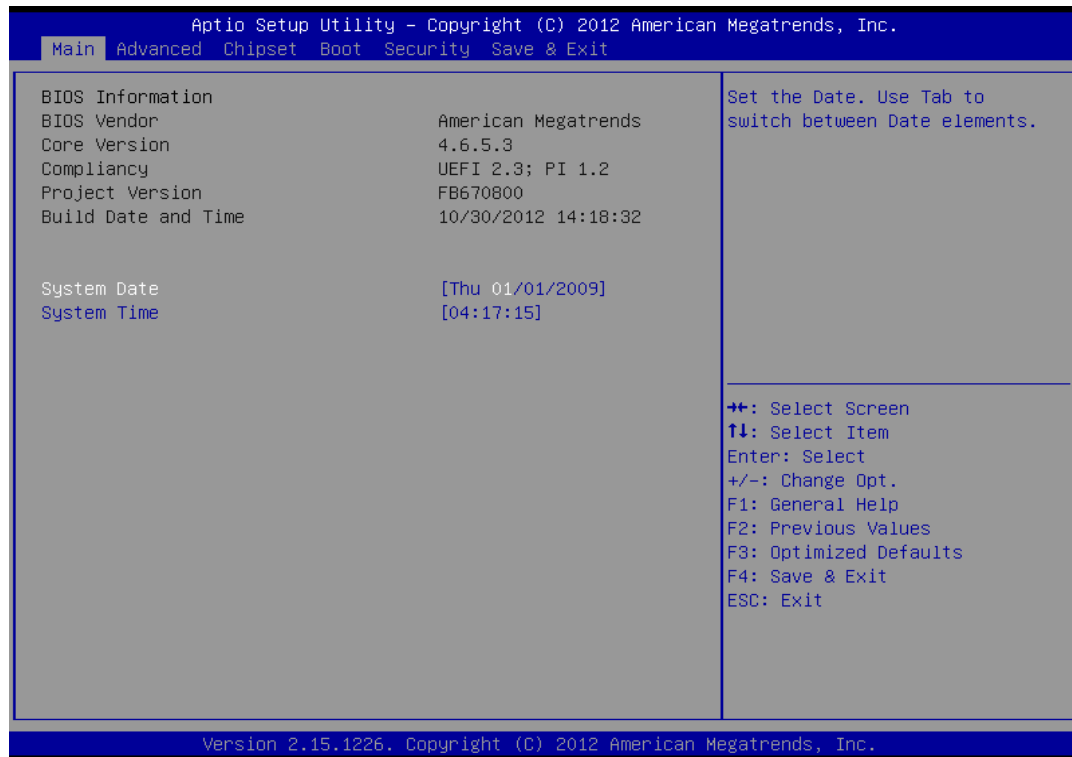 Aptio Setup Utility – Copyright (C) 2012 American Megatrends, Inc.
Main Advanced Chipset Boot Security Save & Exit
BIOS Information
BIOS Vendor American Megatrends
Core Version 4.6.5.3
Compliancy UEFI 2.3; PI 1.2
Project Version FB670800
Build Date and Time 10/30/2012 14:18:32
System Date [Thu 01/01/2009]
System Time [04:17:15]
Set the Date. Use Tab to
switch between Date elements.
→←: Select Screen
↑↓: Select Item
Enter: Select
+/-: Change Opt.
F1: General Help
F2: Previous Values
F3: Optimized Defaults
F4: Save & Exit
ESC: Exit
Version 2.15.1226. Copyright (C) 2012 American Megatrends, Inc.